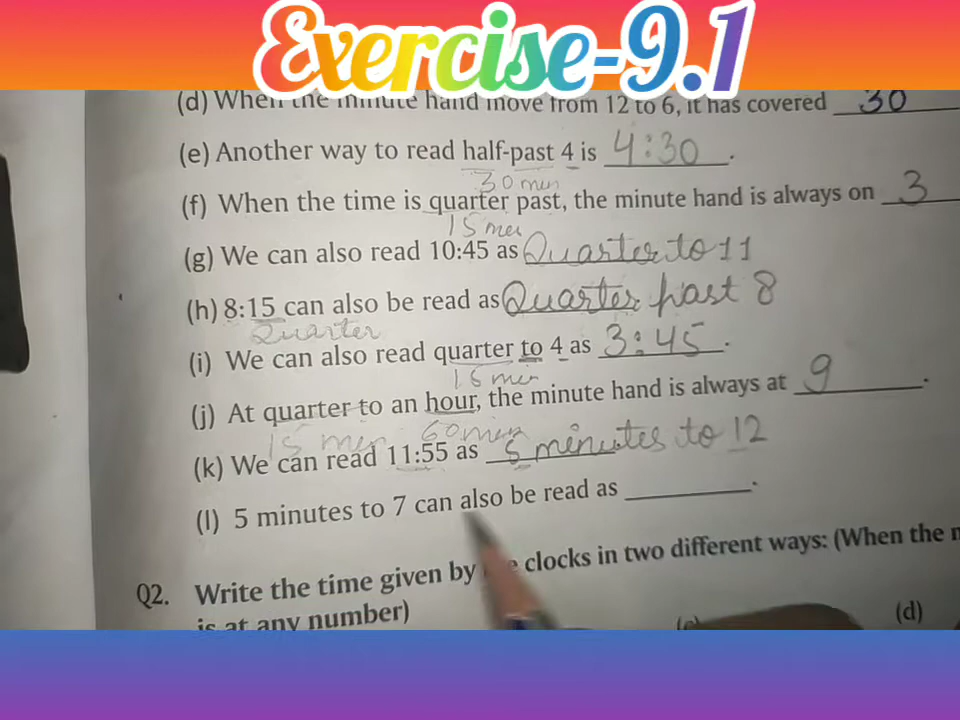 Exercise-9.1
(d) When the minute hand move from 12 to 6, it has covered 30
(e) Another way to read half-past 4 is 4:30.
30 min
(f) When the time is quarter past, the minute hand is always on 3
15 min
(g) We can also read 10:45 as Quarter to 11
(h) 8:15 can also be read as Quarter past 8
Quarter
(i) We can also read quarter to 4 as 3:45.
15 min
(j) At quarter to an hour, the minute hand is always at 9.
15 min 60 min
(k) We can read 11:55 as 5 minutes to 12
(l) 5 minutes to 7 can also be read as ________.
Q2. Write the time given by clocks in two different ways: (When the
is at any number)
(c) (d)